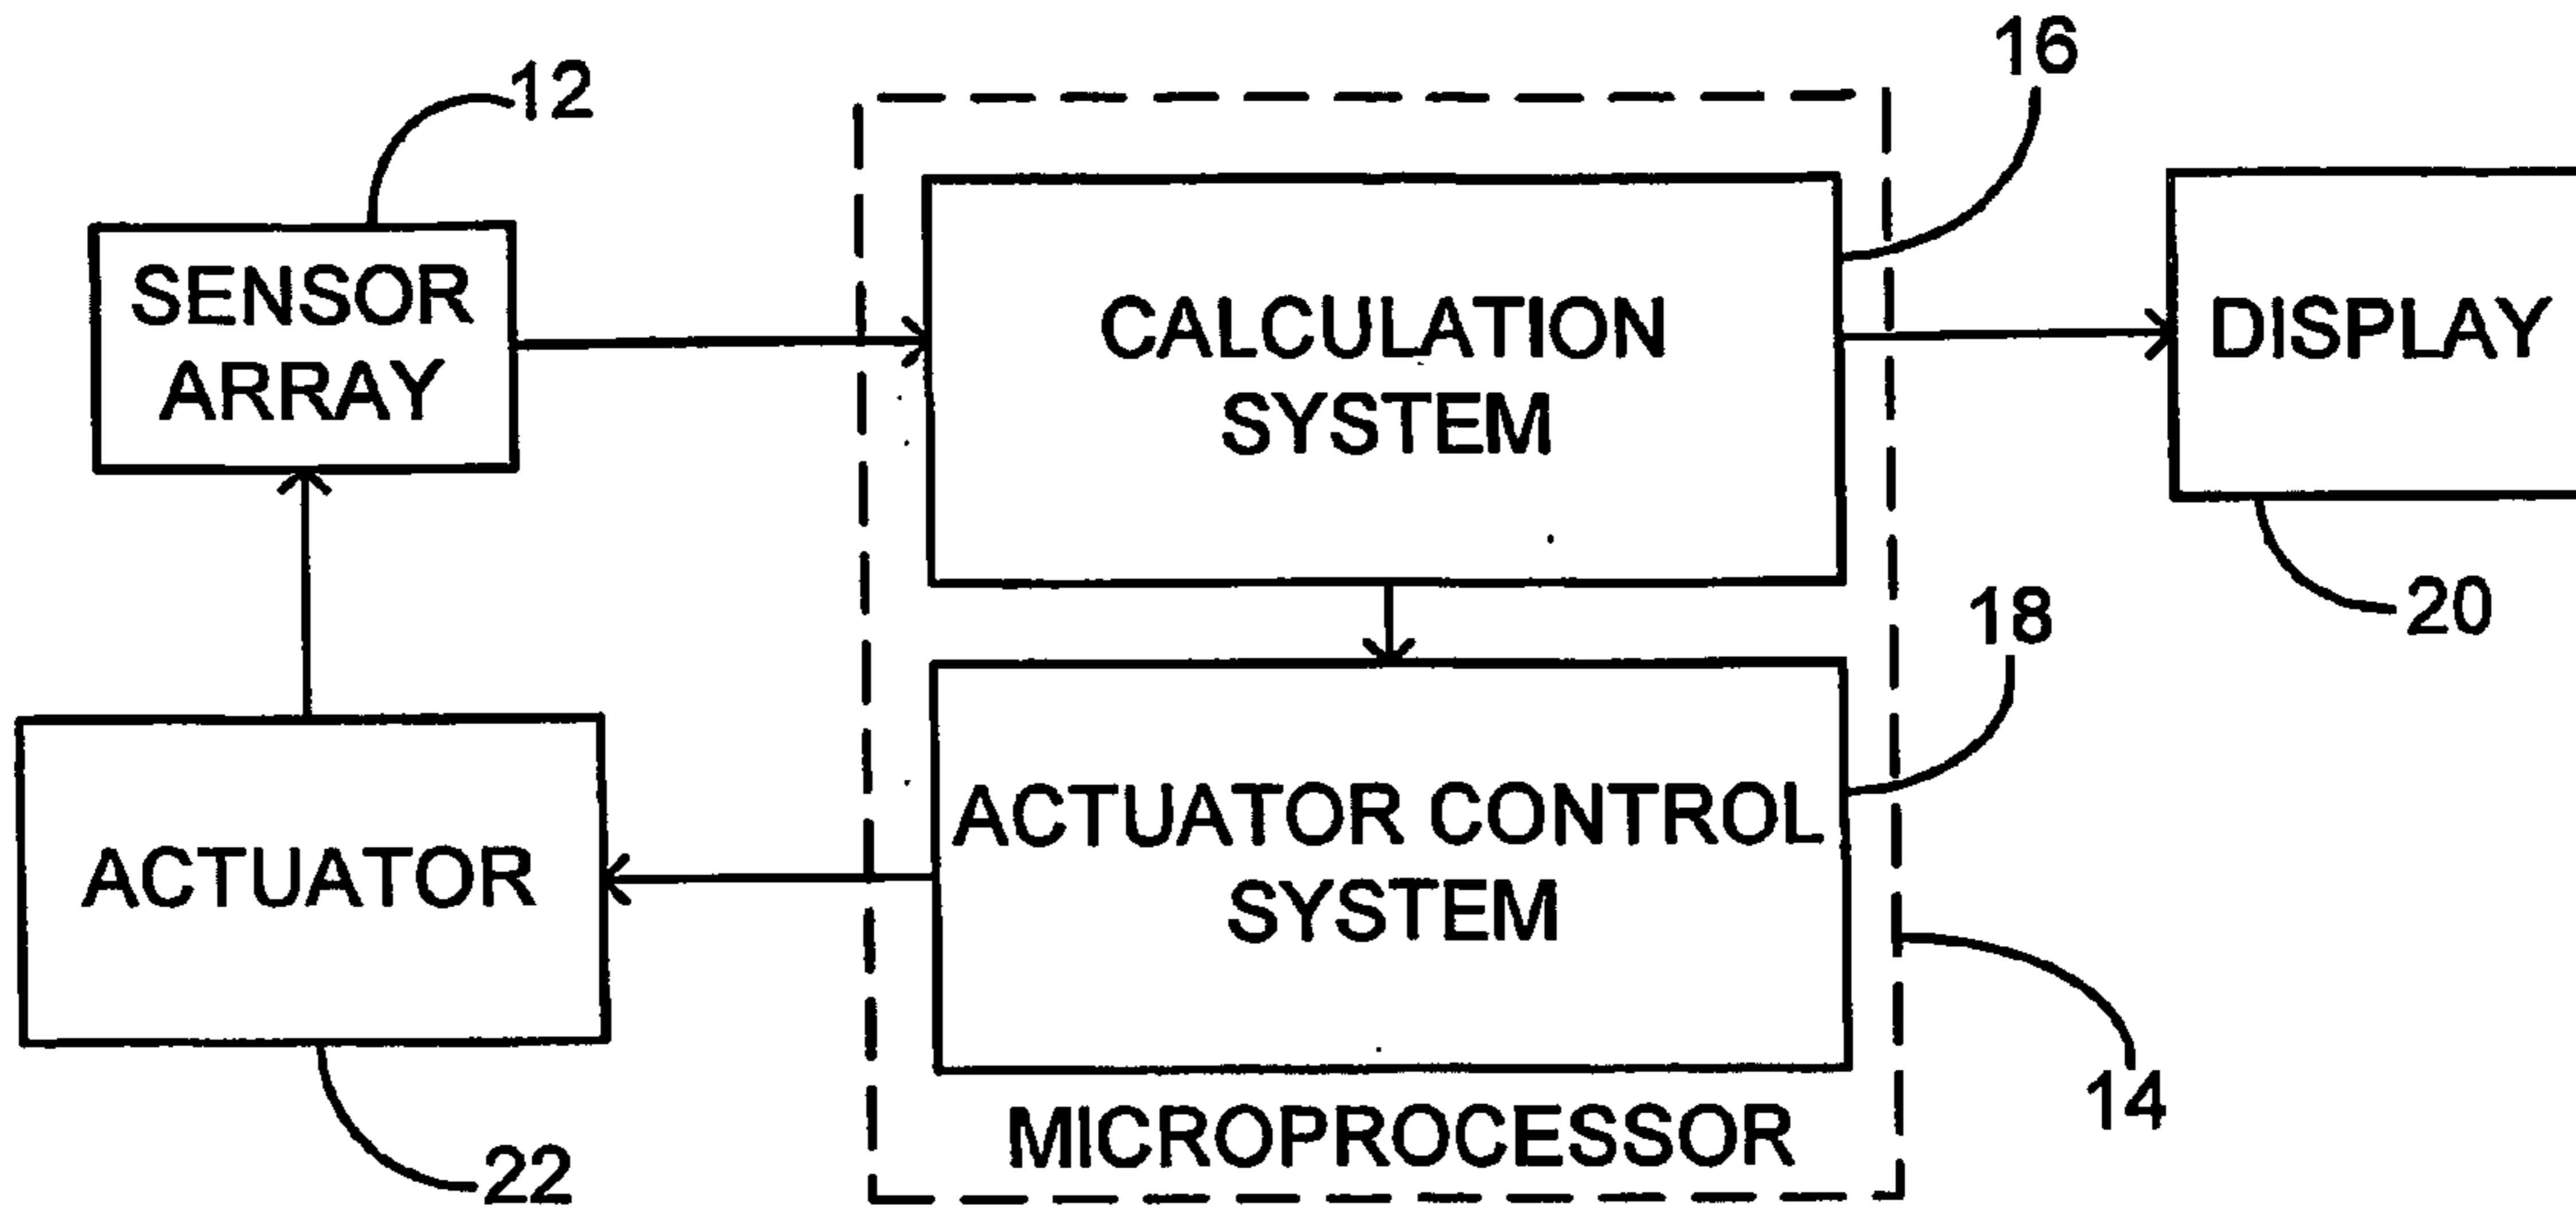 12
16
SENSOR
ARRAY
CALCULATION
SYSTEM
DISPLAY
20
18
ACTUATOR
ACTUATOR CONTROL
SYSTEM
14
MICROPROCESSOR
22